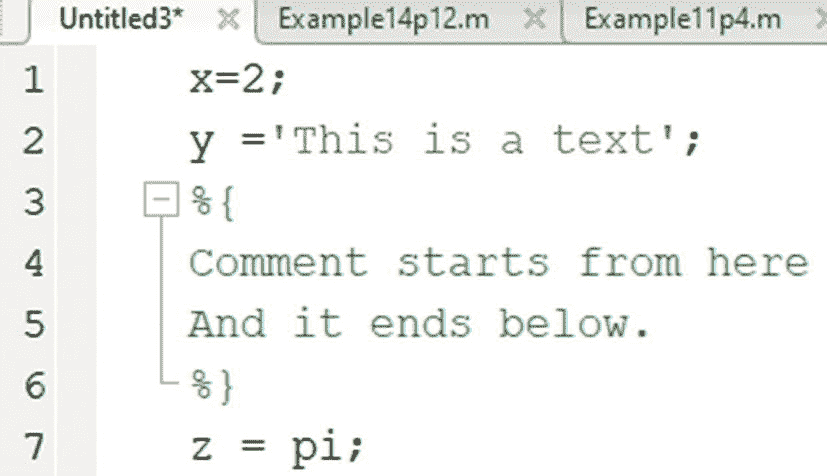 Untitled3* Example14p12.m Example11p4.m
1 x=2;
2 y ='This is a text';
3 %{
4 Comment starts from here
5 And it ends below.
6 %}
7 z = pi;